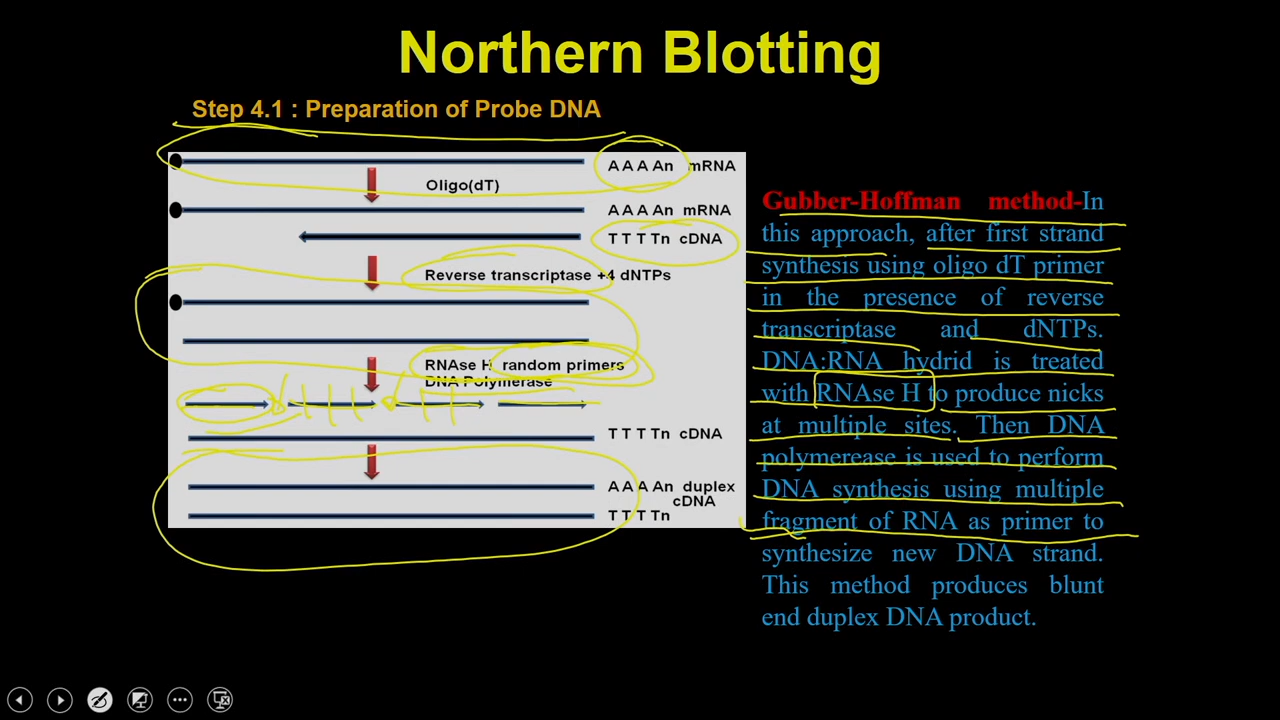 Northern Blotting
Step 4.1 : Preparation of Probe DNA
A A A An mRNA
Oligo(dT)
A A A An mRNA
T T T Tn cDNA
Reverse transcriptase +4 dNTPs
RNAse H random primers
DNA Polymerase
T T T Tn cDNA
A A A An duplex
cDNA
T T T Tn
Gubber-Hoffman method-In
this approach, after first strand
synthesis using oligo dT primer
in the presence of reverse
transcriptase and dNTPs.
DNA:RNA hydrid is treated
with RNAse H to produce nicks
at multiple sites. Then DNA
polymerease is used to perform
DNA synthesis using multiple
fragment of RNA as primer to
synthesize new DNA strand.
This method produces blunt
end duplex DNA product.